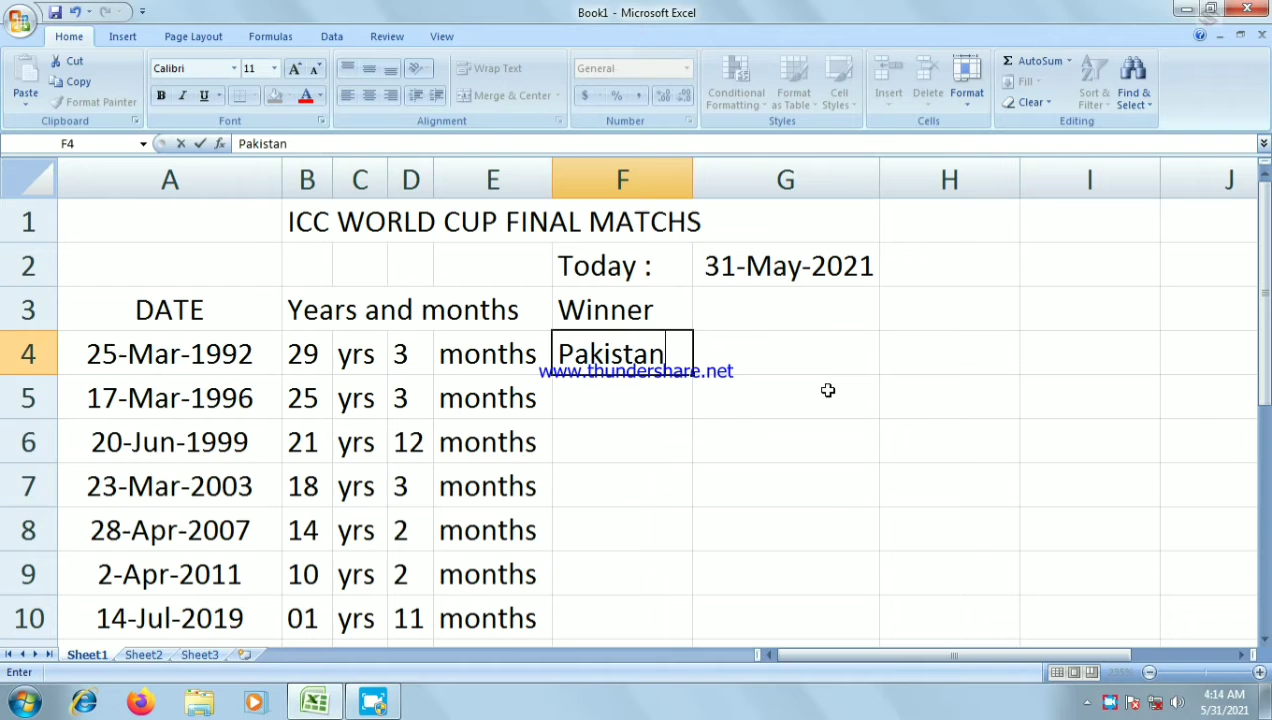 Book1 - Microsoft Excel
Home Insert Page Layout Formulas Data Review View
Paste Cut Copy Format Painter Clipboard
Calibri 11 A A B I U A Font
Wrap Text Merge & Center Alignment
General $ % , .0 .00 .00 .0 Number
Conditional Formatting Format as Table Cell Styles Styles
Insert Delete Format Cells
Σ AutoSum Fill Clear Sort & Filter Find & Select Editing
F4 fx Pakistan
A B C D E F G H I J
1 ICC WORLD CUP FINAL MATCHS
2 Today : 31-May-2021
3 DATE Years and months Winner
4 25-Mar-1992 29 yrs 3 months Pakistan
www.thundershare.net
5 17-Mar-1996 25 yrs 3 months
6 20-Jun-1999 21 yrs 12 months
7 23-Mar-2003 18 yrs 3 months
8 28-Apr-2007 14 yrs 2 months
9 2-Apr-2011 10 yrs 2 months
10 14-Jul-2019 01 yrs 11 months
Sheet1 Sheet2 Sheet3
Enter
4:14 AM
5/31/2021